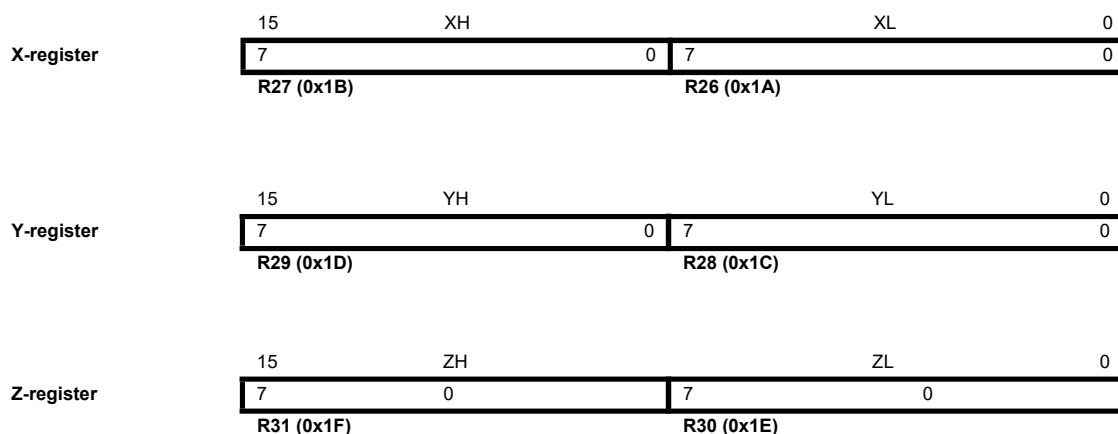 15 XH XL 0
X-register 7 0 7 0
R27 (0x1B) R26 (0x1A)
15 YH YL 0
Y-register 7 0 7 0
R29 (0x1D) R28 (0x1C)
15 ZH ZL 0
Z-register 7 0 7 0
R31 (0x1F) R30 (0x1E)